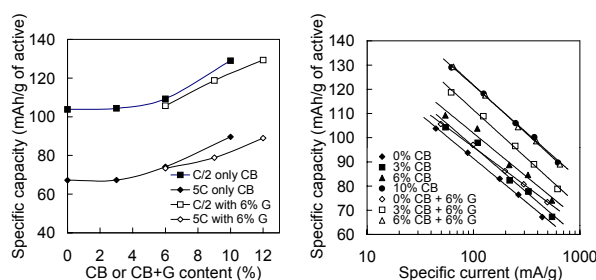 Specific capacity (mAh/g of active)
140
120
100
80
60
40
C/2 only CB
5C only CB
C/2 with 6% G
5C with 6% G
0 2 4 6 8 10 12 14
CB or CB+G content (%)
Specific capacity (mAh/g of active)
140
130
120
110
100
90
80
70
60
0% CB
3% CB
6% CB
10% CB
0% CB + 6% G
3% CB + 6% G
6% CB + 6% G
10 100 1000
Specific current (mA/g)